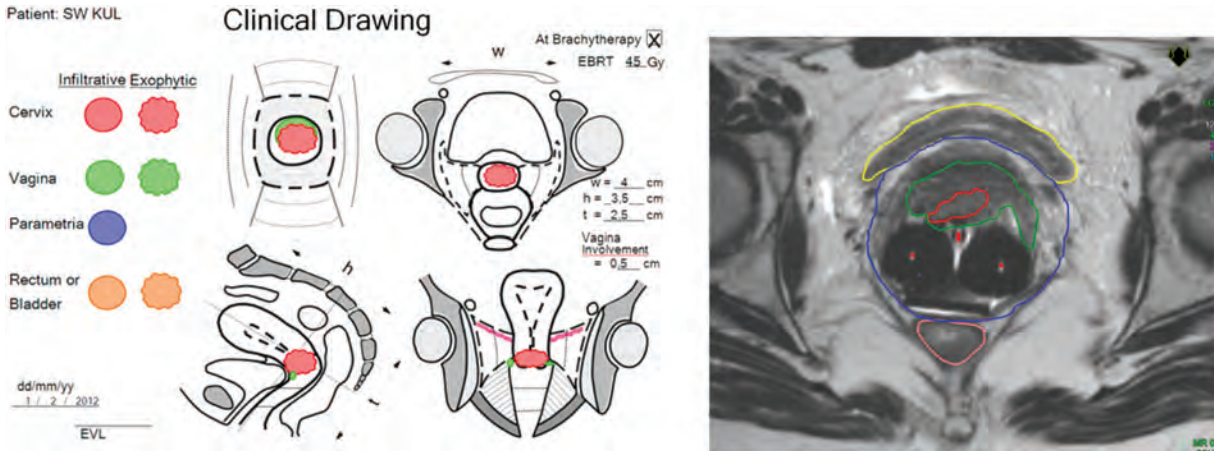 Patient: SW KUL
Clinical Drawing
At Brachytherapy X
EBRT 45 Gy
Infiltrative Exophytic
Cervix
Vagina
Parametria
Rectum or
Bladder
dd/mm/yy
1 / 2 / 2012
EVL
w
w = 4 cm
h = 3,5 cm
t = 2,5 cm
Vagina
Involvement
= 0,5 cm
h
t
MR